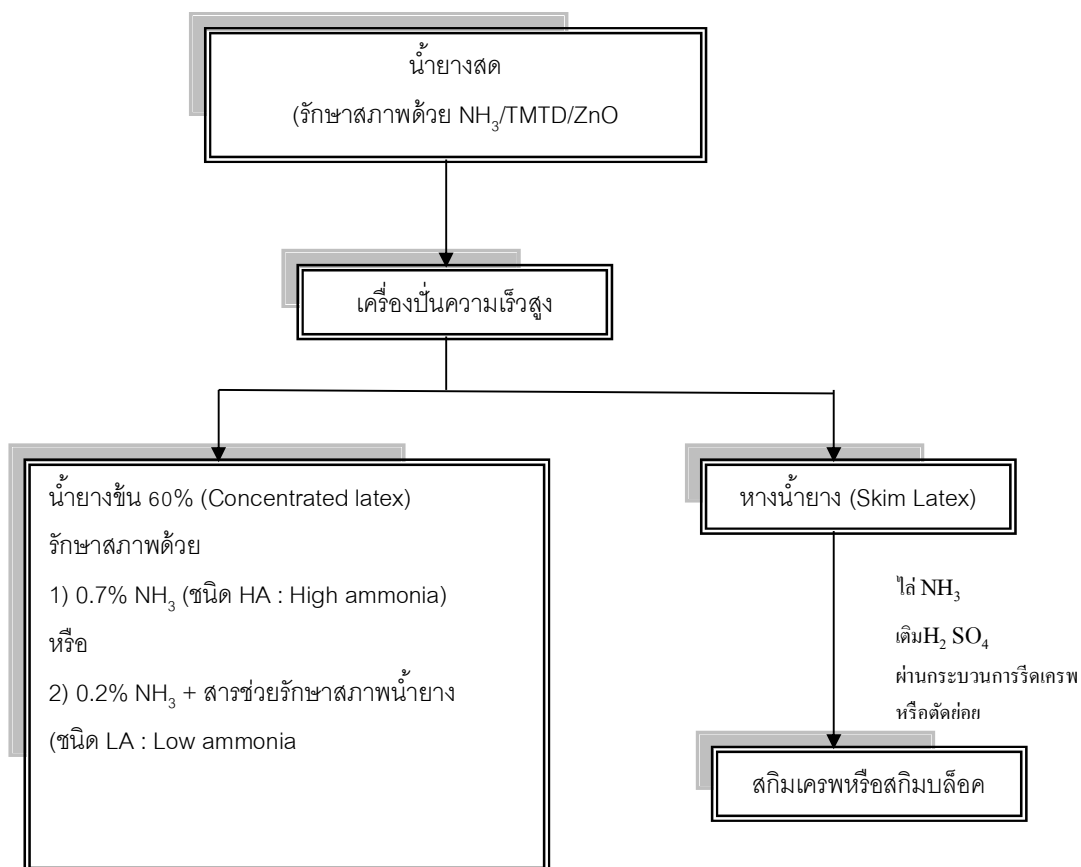 น้ำยางสด
(รักษาสภาพด้วย NH₃/TMTD/ZnO
เครื่องปั่นความเร็วสูง
น้ำยางข้น 60% (Concentrated latex)
รักษาสภาพด้วย
1) 0.7% NH₃ (ชนิด HA : High ammonia)
หรือ
2) 0.2% NH₃ + สารช่วยรักษาสภาพน้ำยาง
(ชนิด LA : Low ammonia
หางน้ำยาง (Skim Latex)
ไล่ NH₃
เติมH₂ SO₄
ผ่านกระบวนการรีดเครพ
หรือตัดย่อย
สกิมเครพหรือสกิมบล็อค